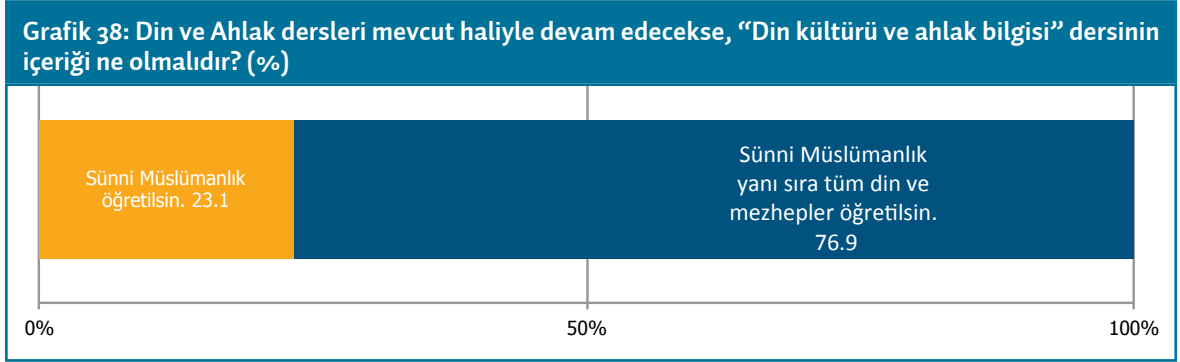 Grafik 38: Din ve Ahlak dersleri mevcut haliyle devam edecekse, “Din kültürü ve ahlak bilgisi” dersinin
içeriği ne olmalıdır? (%)
Sünni Müslümanlık
öğretilsin. 23.1
Sünni Müslümanlık
yanı sıra tüm din ve
mezhepler öğretilsin.
76.9
0%
50%
100%